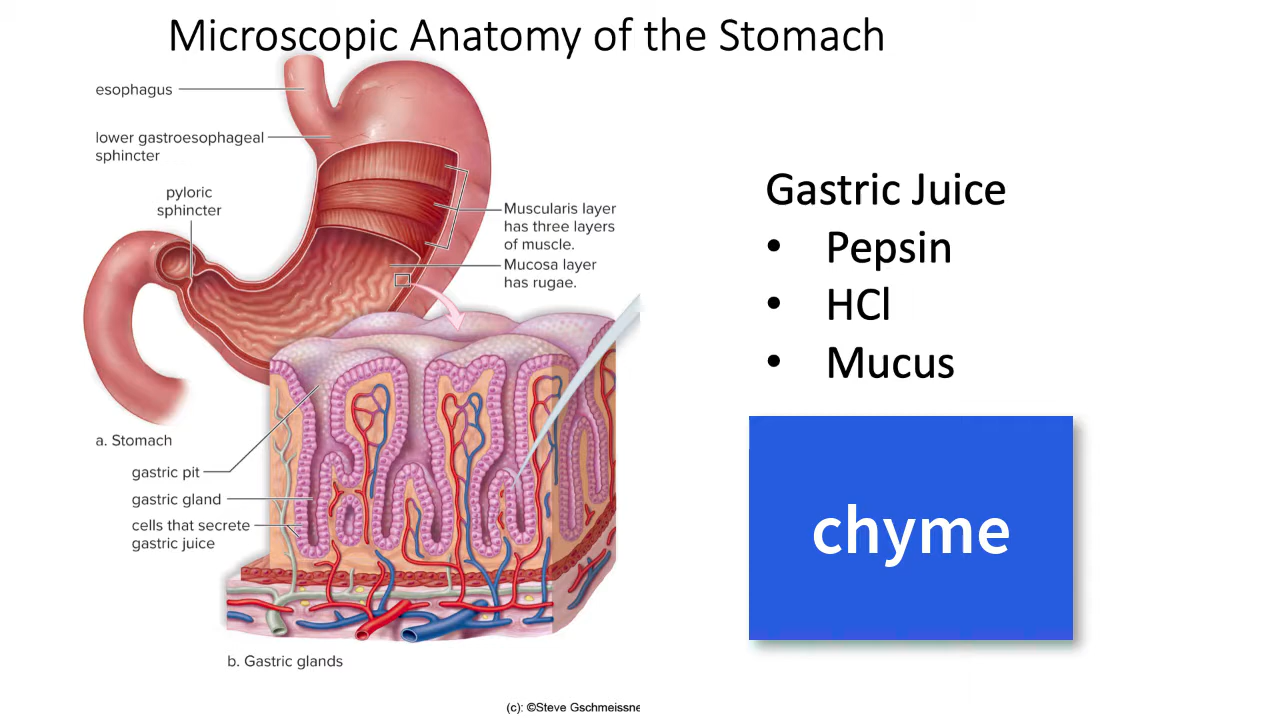 Microscopic Anatomy of the Stomach
esophagus
lower gastroesophageal
sphincter
pyloric
sphincter
Muscularis layer
has three layers
of muscle.
Mucosa layer
has rugae.
a. Stomach
gastric pit
gastric gland
cells that secrete
gastric juice
b. Gastric glands
(c): ©Steve Gschmeissne
Gastric Juice
• Pepsin
• HCl
• Mucus
chyme